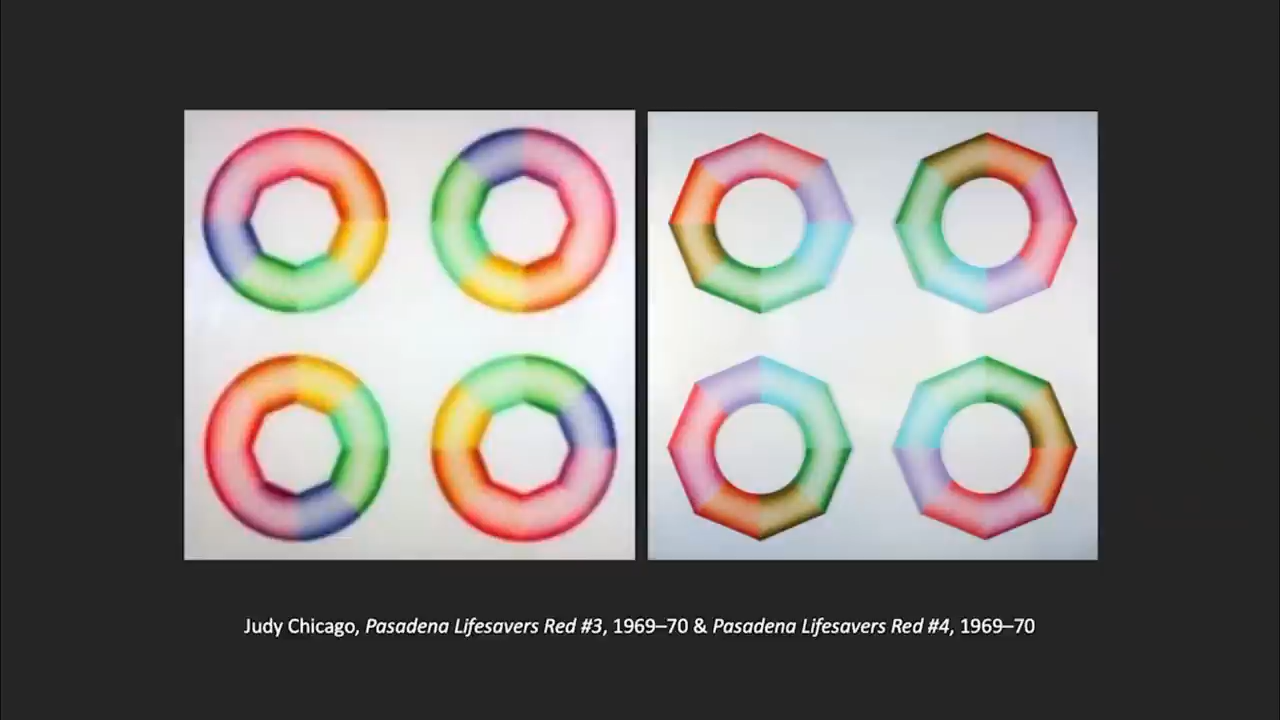 Judy Chicago, Pasadena Lifesavers Red #3, 1969–70 & Pasadena Lifesavers Red #4, 1969–70